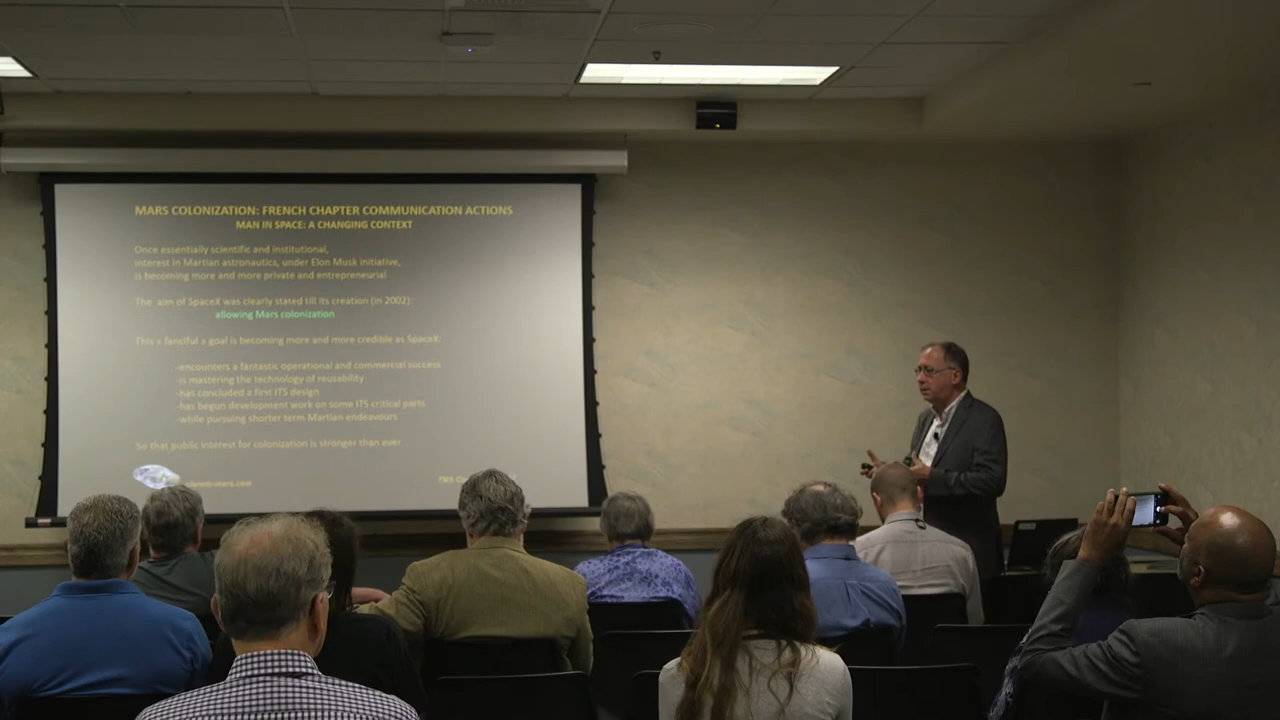 MARS COLONIZATION: FRENCH CHAPTER COMMUNICATION ACTIONS
MAN IN SPACE: A CHANGING CONTEXT
Once essentially scientific and institutional,
interest in Martian astronautics, under Elon Musk initiative,
is becoming more and more private and entrepreneurial
The aim of SpaceX was clearly stated till its creation (in 2002):
allowing Mars colonization
This « fanciful » goal is becoming more and more credible as SpaceX:
-encounters a fantastic operational and commercial success
-is mastering the technology of reusability
-has concluded a first ITS design
-has begun development work on some ITS critical parts
-while pursuing shorter term Martian endeavours
So that public interest for colonization is stronger than ever
TMS